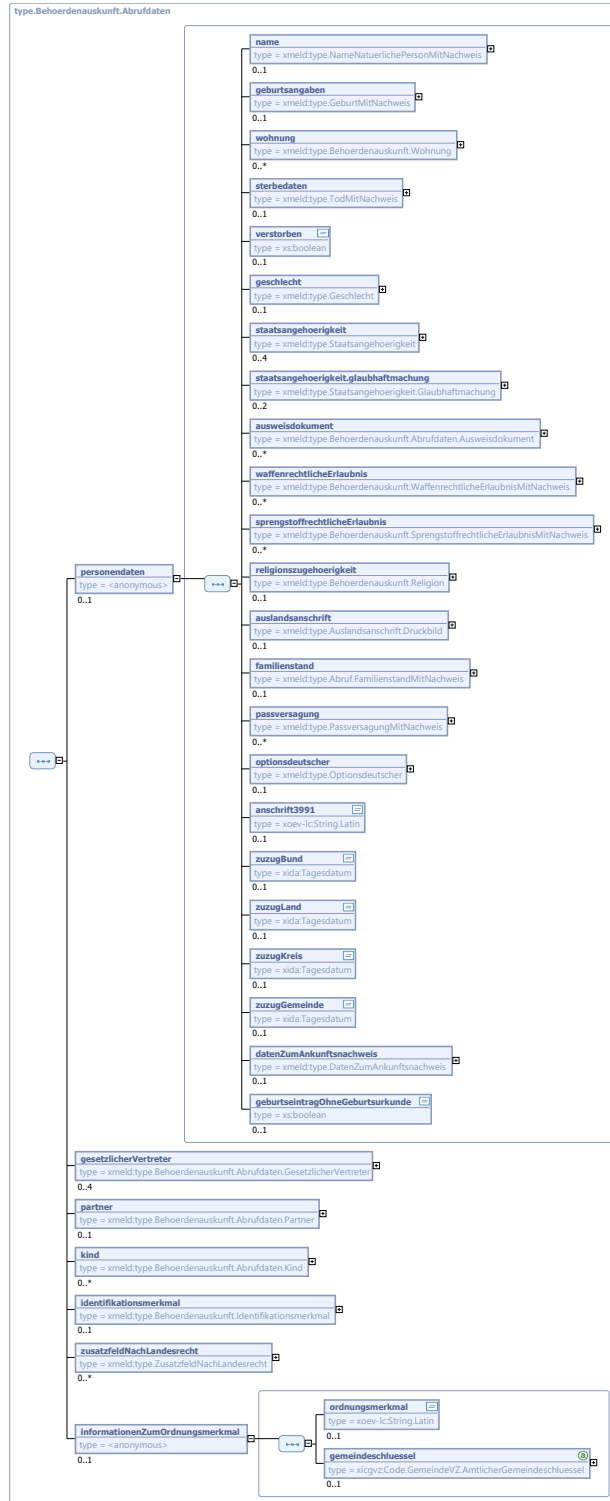 type.Behoerdenauskunft.Abrufdaten
name
type = xmeld:type.NameNatuerlichePersonMitNachweis
0..1
geburtsangaben
type = xmeld:type.GeburtMitNachweis
0..1
wohnung
type = xmeld:type.Behoerdenauskunft.Wohnung
0..*
sterbedaten
type = xmeld:type.TodMitNachweis
0..1
verstorben
type = xs:boolean
0..1
geschlecht
type = xmeld:type.Geschlecht
0..1
staatsangehoerigkeit
type = xmeld:type.Staatsangehoerigkeit
0..4
staatsangehoerigkeit.glaubhaftmachung
type = xmeld:type.Staatsangehoerigkeit.Glaubhaftmachung
0..2
ausweisdokument
type = xmeld:type.Behoerdenauskunft.Abrufdaten.Ausweisdokument
0..*
waffenrechtlicheErlaubnis
type = xmeld:type.Behoerdenauskunft.WaffenrechtlicheErlaubnisMitNachweis
0..*
sprengstoffrechtlicheErlaubnis
type = xmeld:type.Behoerdenauskunft.SprengstoffrechtlicheErlaubnisMitNachweis
0..*
personendaten
type = <anonymous>
0..1
religionszugehoerigkeit
type = xmeld:type.Behoerdenauskunft.Religion
0..1
auslandsanschrift
type = xmeld:type.Auslandsanschrift.Druckbild
0..1
familienstand
type = xmeld:type.Abruf.FamilienstandMitNachweis
0..1
passversagung
type = xmeld:type.PassversagungMitNachweis
0..*
optionsdeutscher
type = xmeld:type.Optionsdeutscher
0..1
anschrift3991
type = xoev-lc:String.Latin
0..1
zuzugBund
type = xida:Tagesdatum
0..1
zuzugLand
type = xida:Tagesdatum
0..1
zuzugKreis
type = xida:Tagesdatum
0..1
zuzugGemeinde
type = xida:Tagesdatum
0..1
datenZumAnkunftsnachweis
type = xmeld:type.DatenZumAnkunftsnachweis
0..1
geburtseintragOhneGeburtsurkunde
type = xs:boolean
0..1
gesetzlicherVertreter
type = xmeld:type.Behoerdenauskunft.Abrufdaten.GesetzlicherVertreter
0..4
partner
type = xmeld:type.Behoerdenauskunft.Abrufdaten.Partner
0..1
kind
type = xmeld:type.Behoerdenauskunft.Abrufdaten.Kind
0..*
identifikationsmerkmal
type = xmeld:type.Behoerdenauskunft.Identifikationsmerkmal
0..1
zusatzfeldNachLandesrecht
type = xmeld:type.ZusatzfeldNachLandesrecht
0..*
informationenZumOrdnungsmerkmal
type = <anonymous>
0..1
ordnungsmerkmal
type = xoev-lc:String.Latin
0..1
gemeindeschluessel a
type = xicgvz:Code.GemeindeVZ.AmtlicherGemeindeschluessel
0..1